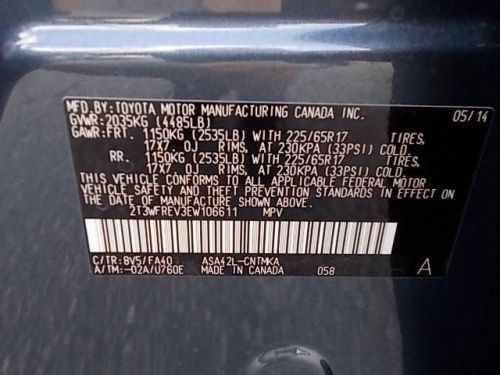 MFD.BY:TOYOTA MOTOR MANUFACTURING CANADA INC. 05/14
GVWR:2035KG (4485LB)
GAWR:FRT. 1150KG (2535LB) WITH 225/65R17 TIRES,
17X7.0J RIMS, AT 230KPA (33PSI) COLD
RR. 1150KG (2535LB) WITH 225/65R17 TIRES,
17X7.0J RIMS, AT 230KPA (33PSI) COLD.
THIS VEHICLE CONFORMS TO ALL APPLICABLE FEDERAL MOTOR
VEHICLE SAFETY AND THEFT PREVENTION STANDARDS IN EFFECT ON
THE DATE OF MANUFACTURE SHOWN ABOVE.
2T3WFREV3EW106611 MPV
C/TR:8V5/FA40 ASA42L-CNTMKA
A/TM:-02A/U760E MADE IN CANADA 058 A